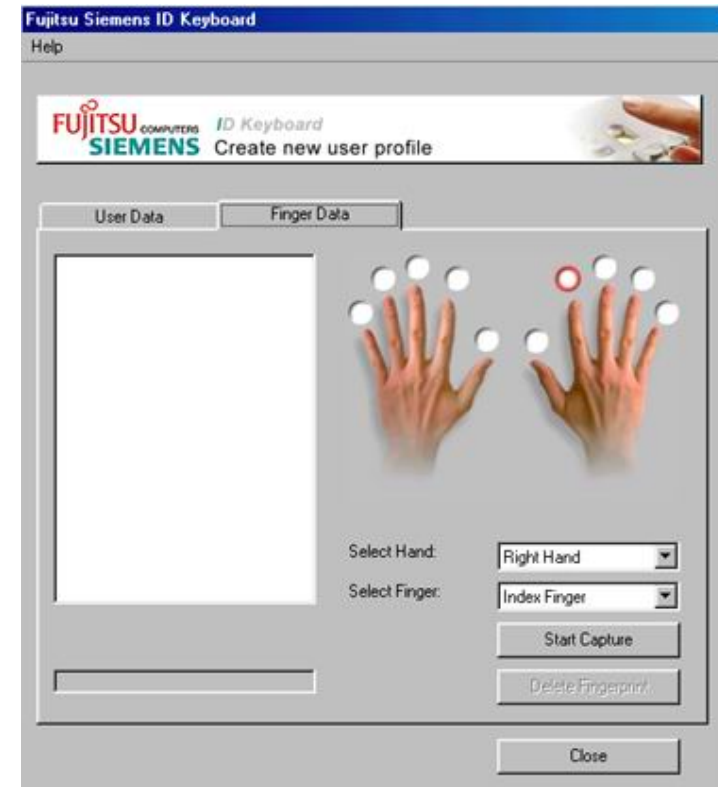 Fujitsu Siemens ID Keyboard
Help
FUJITSU COMPUTERS
SIEMENS
ID Keyboard
Create new user profile
User Data
Finger Data
Select Hand:
Right Hand
Select Finger:
Index Finger
Start Capture
Delete Fingerprint
Close